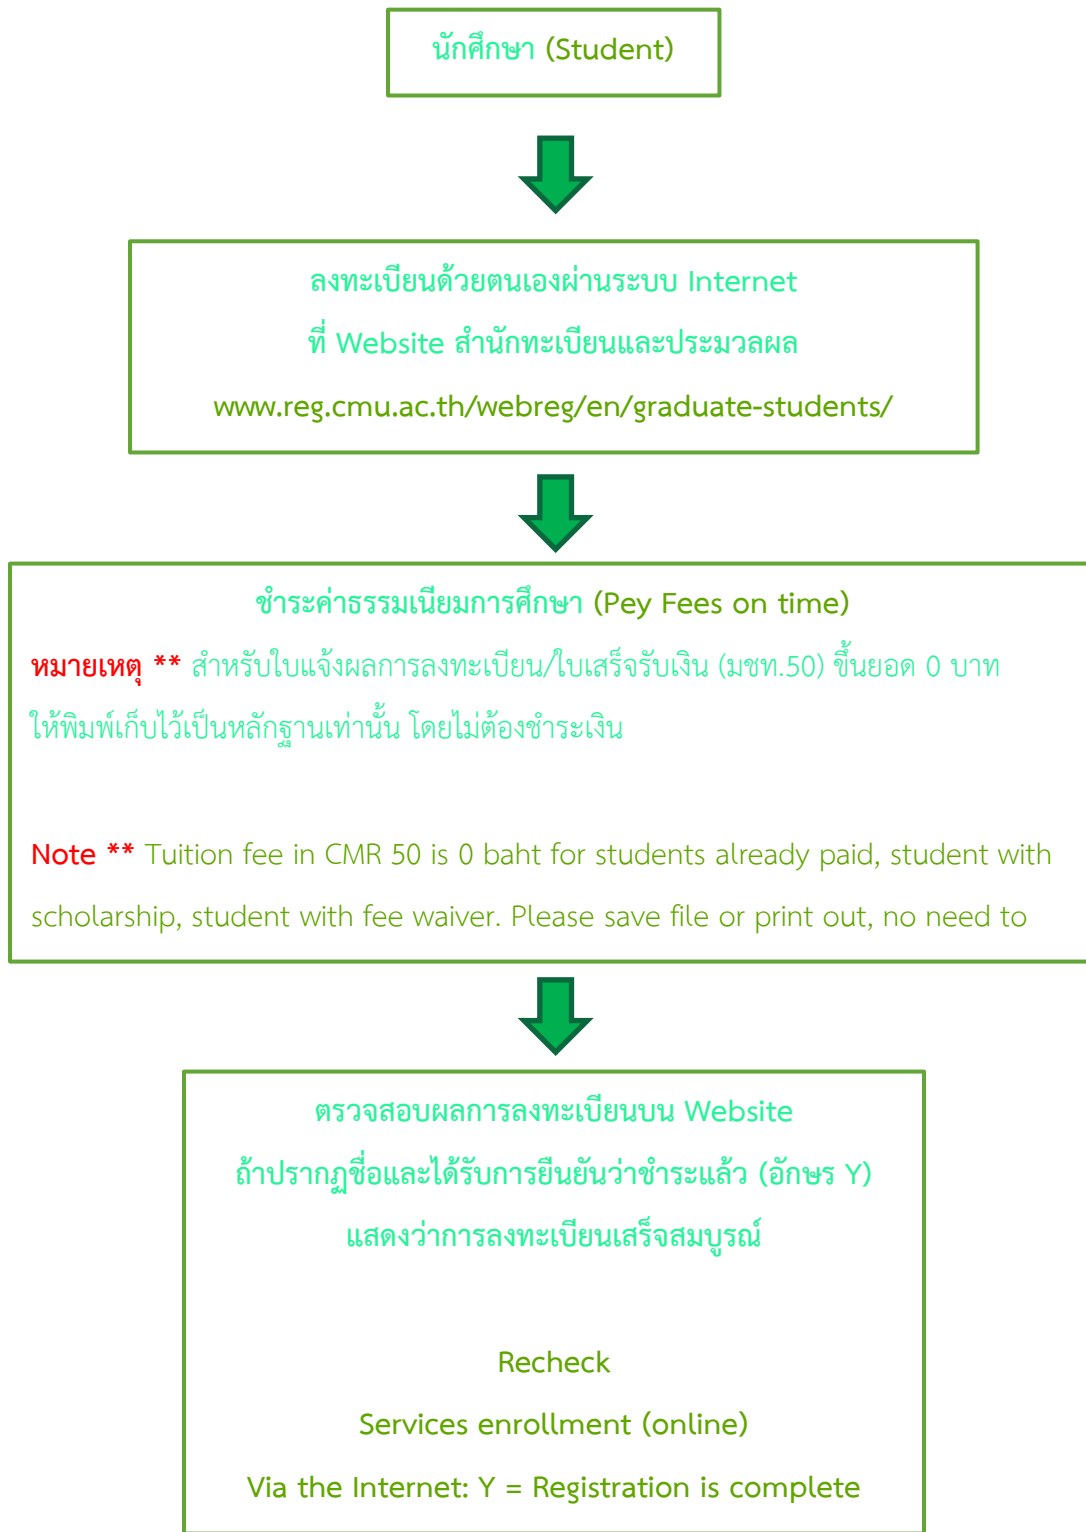 นักศึกษา (Student)
ลงทะเบียนด้วยตนเองผ่านระบบ Internet
ที่ Website สำนักทะเบียนและประมวลผล
www.reg.cmu.ac.th/webreg/en/graduate-students/
ชำระค่าธรรมเนียมการศึกษา (Pey Fees on time)
หมายเหตุ ** สำหรับใบแจ้งผลการลงทะเบียน/ใบเสร็จรับเงิน (มชท.50) ขึ้นยอด 0 บาท
ให้พิมพ์เก็บไว้เป็นหลักฐานเท่านั้น โดยไม่ต้องชำระเงิน
Note ** Tuition fee in CMR 50 is 0 baht for students already paid, student with
scholarship, student with fee waiver. Please save file or print out, no need to
ตรวจสอบผลการลงทะเบียนบน Website
ถ้าปรากฏชื่อและได้รับการยืนยันว่าชำระแล้ว (อักษร Y)
แสดงว่าการลงทะเบียนเสร็จสมบูรณ์
Recheck
Services enrollment (online)
Via the Internet: Y = Registration is complete